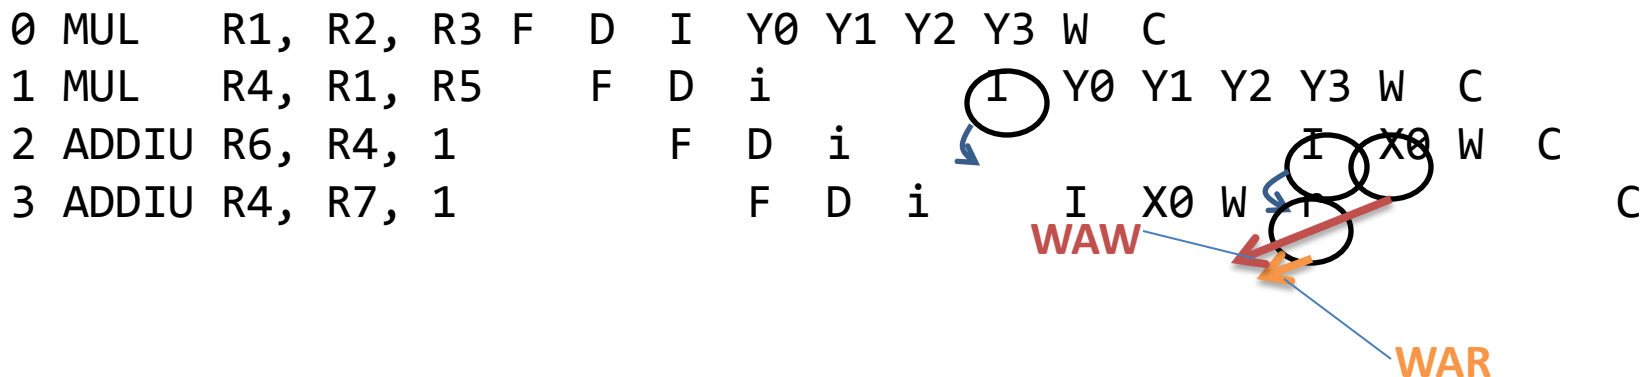 0 MUL R1, R2, R3 F D I Y0 Y1 Y2 Y3 W C
1 MUL R4, R1, R5 F D i I Y0 Y1 Y2 Y3 W C
2 ADDIU R6, R4, 1 F D i I X0 W C
3 ADDIU R4, R7, 1 F D i I X0 W r C
WAW
WAR